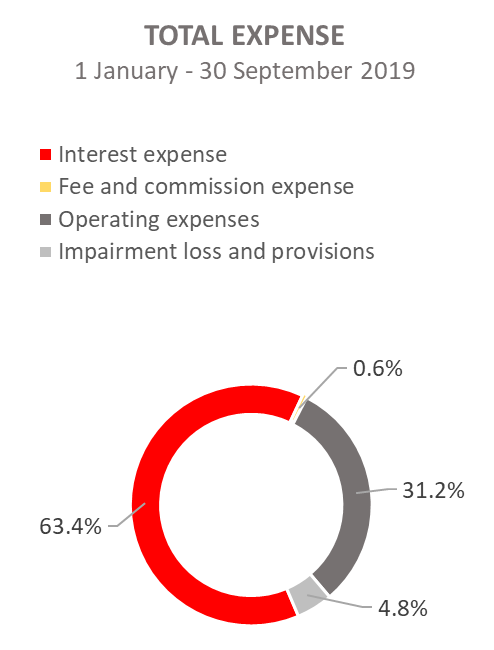 TOTAL EXPENSE
1 January - 30 September 2019
Interest expense
Fee and commission expense
Operating expenses
Impairment loss and provisions
0.6%
31.2%
63.4%
4.8%